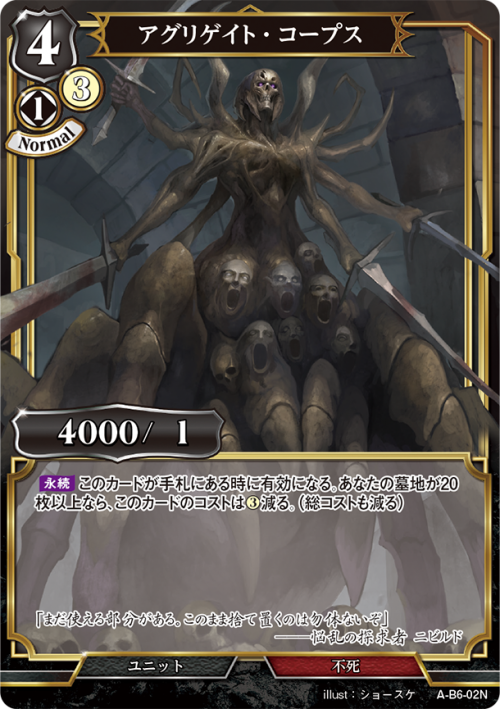 4
アグリゲイト・コープス
3
1
Normal
4000/ 1
永続 このカードが手札にある時に有効になる。あなたの墓地が20
枚以上なら、このカードのコストは③減る。(総コストも減る)
「まだ使える部分がある。このまま捨て置くのは勿体ないぞ」
――悩乱の探求者 ニビルド
ユニット
不死
illust：ショースケ
A-B6-02N